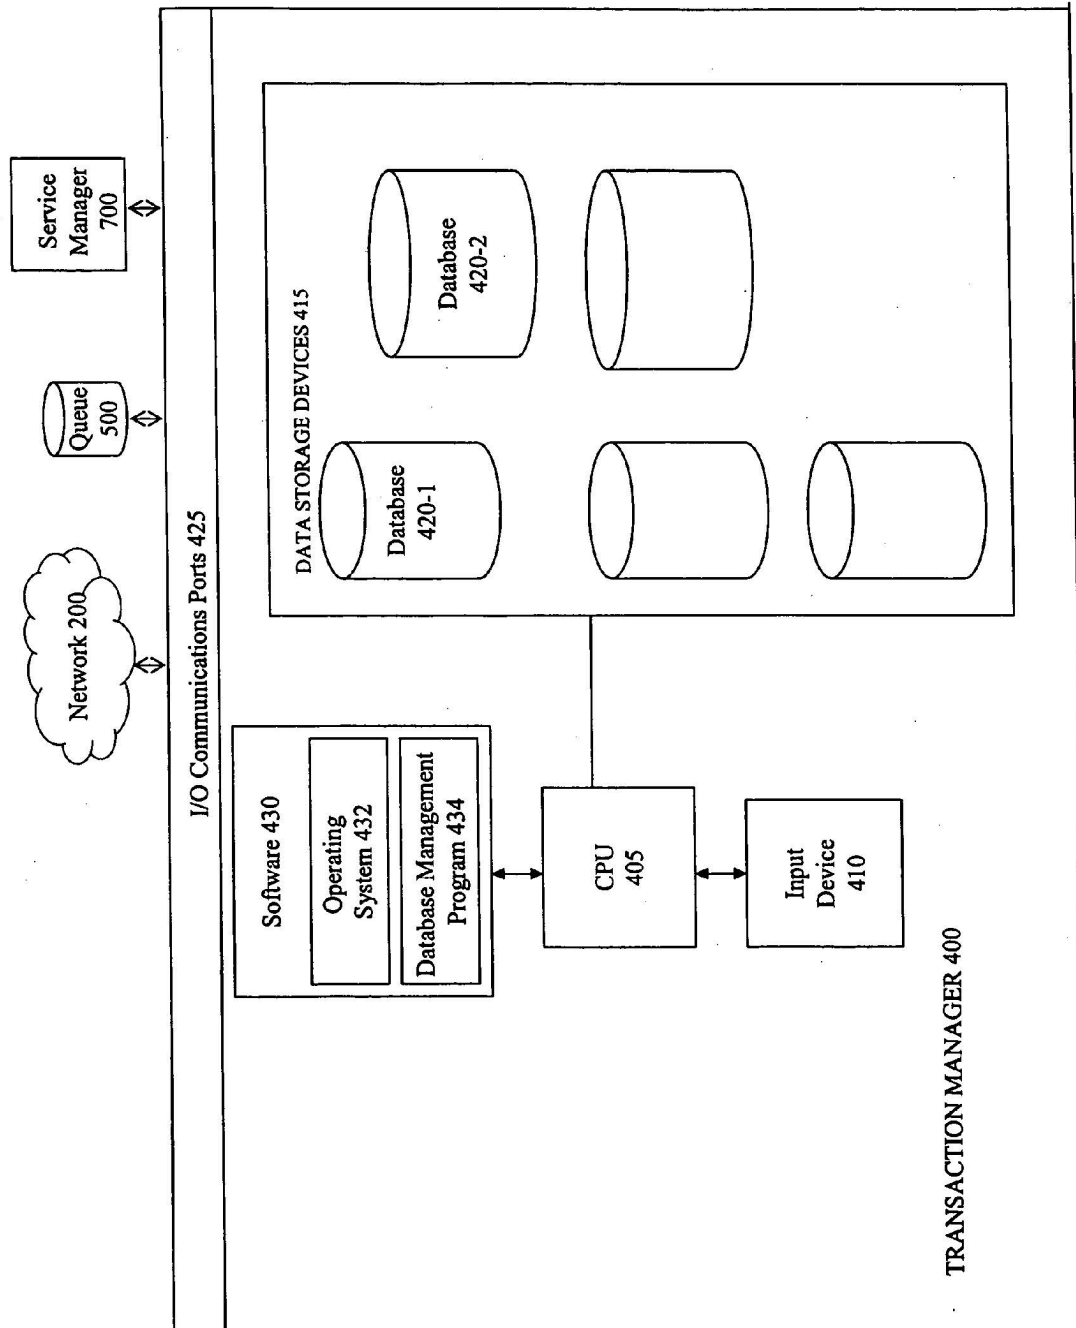 Network 200
Queue
500
Service
Manager
700
I/O Communications Ports 425
Software 430
Operating
System 432
Database Management
Program 434
CPU
405
Input
Device
410
DATA STORAGE DEVICES 415
Database
420-1
Database
420-2
TRANSACTION MANAGER 400